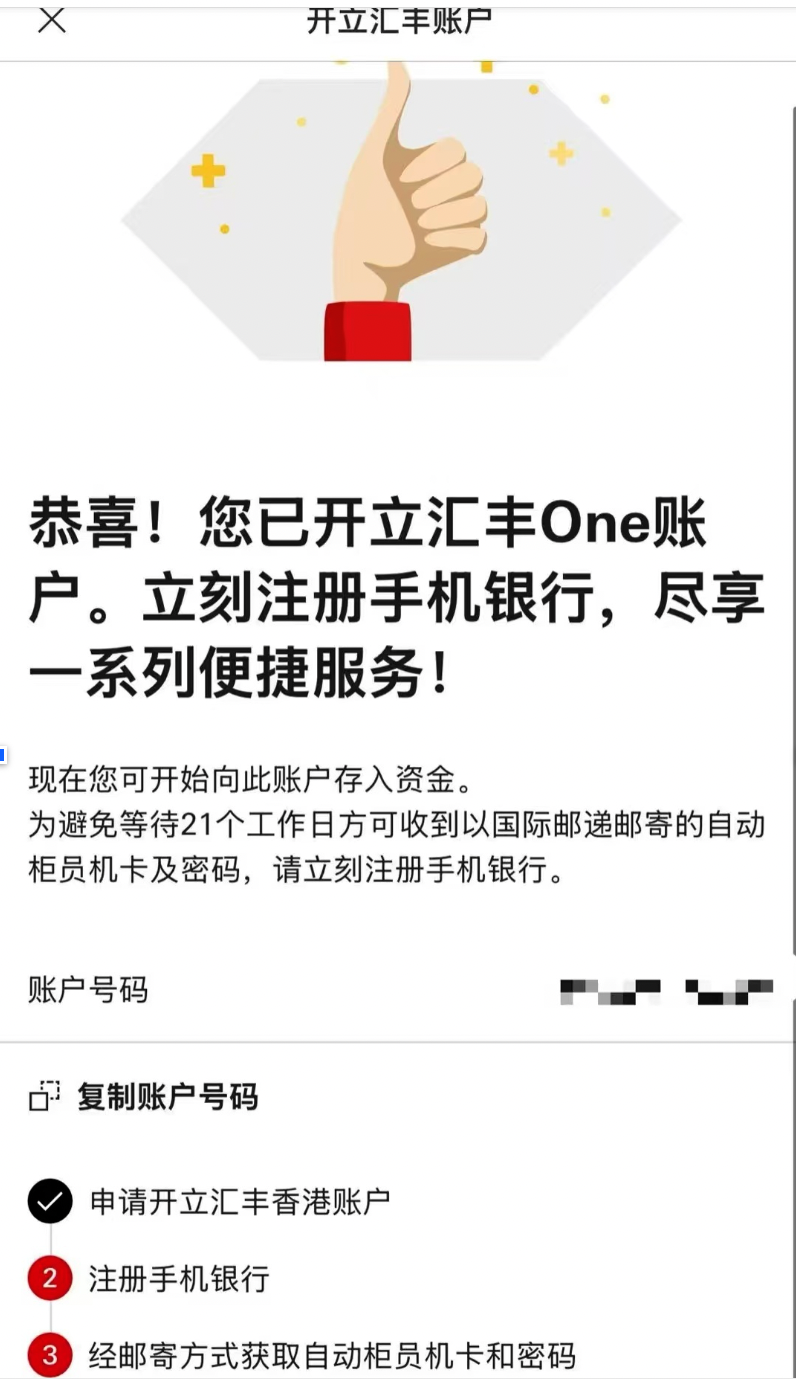 开立汇丰账户
恭喜！您已开立汇丰One账
户。立刻注册手机银行，尽享
一系列便捷服务！
现在您可开始向此账户存入资金。
为避免等待21个工作日方可收到以国际邮递邮寄的自动
柜员机卡及密码，请立刻注册手机银行。
账户号码
复制账户号码
申请开立汇丰香港账户
2 注册手机银行
3 经邮寄方式获取自动柜员机卡和密码